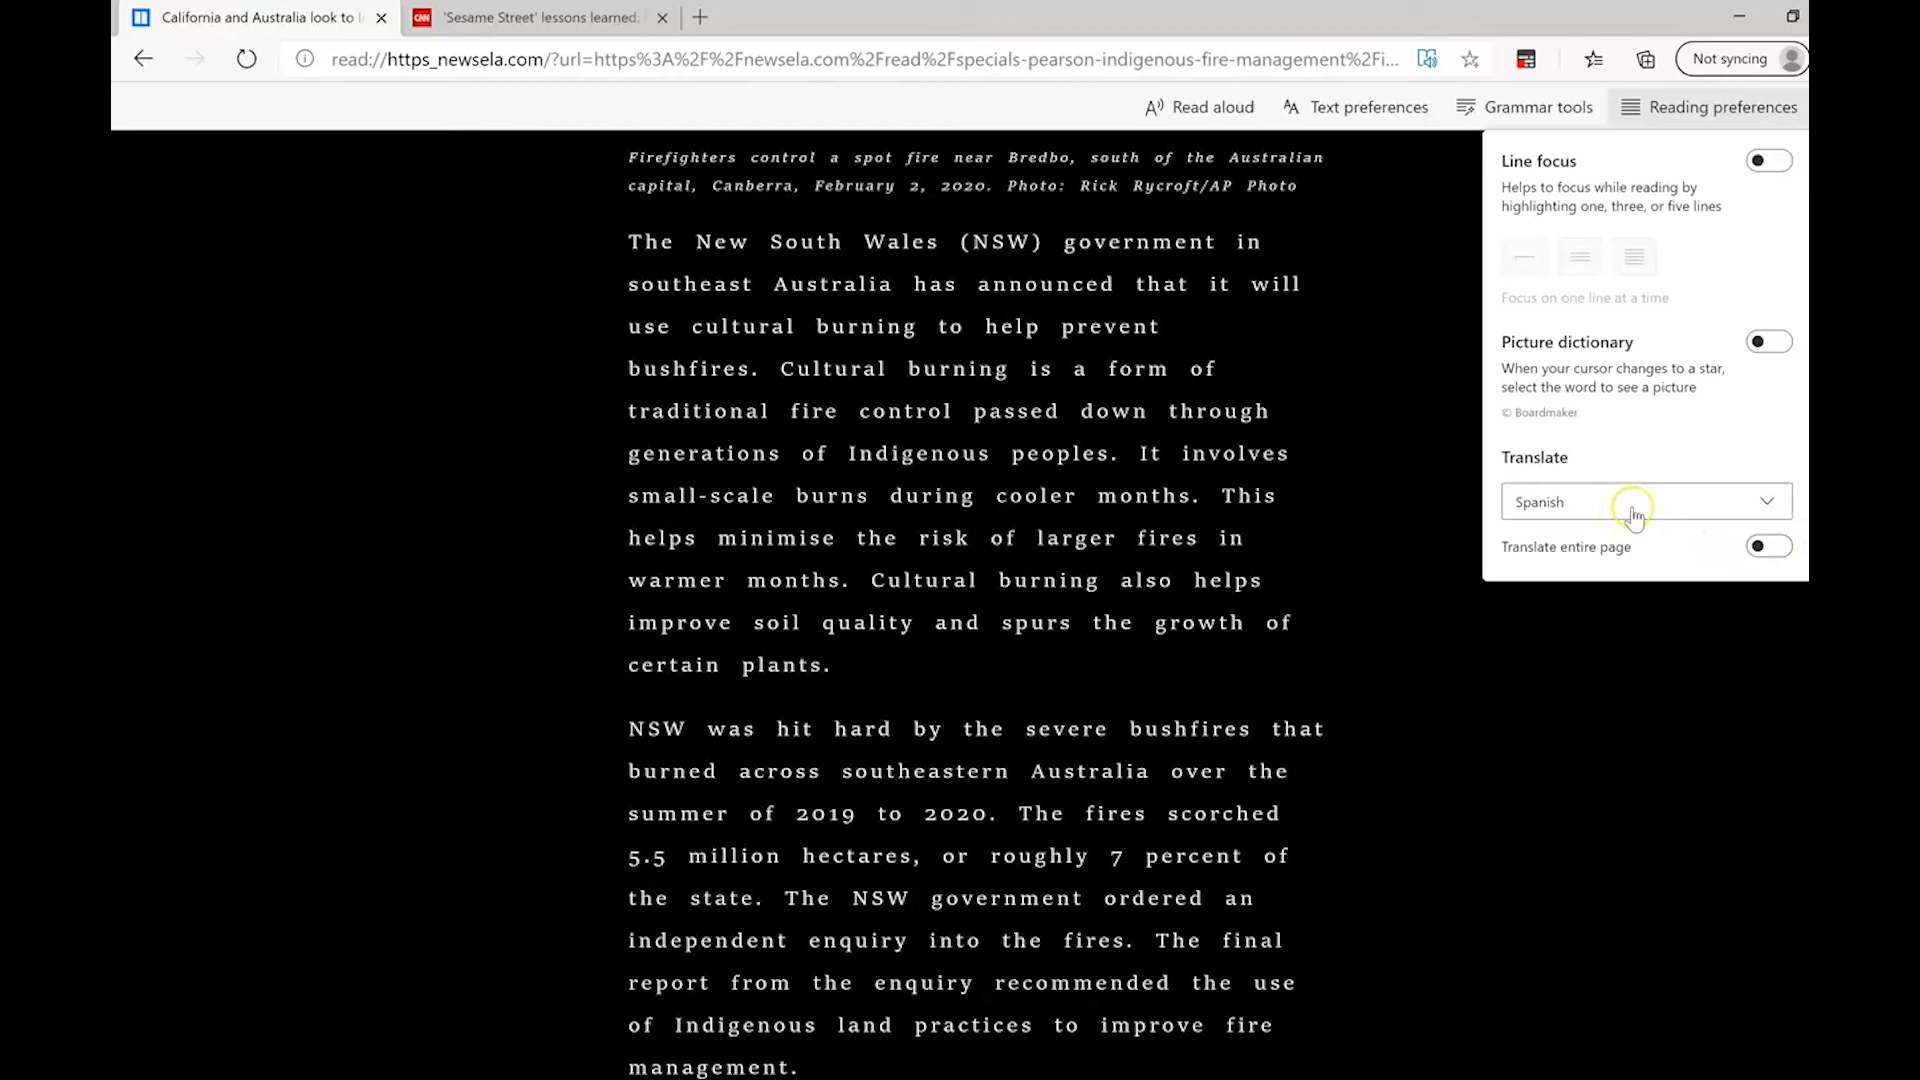 California and Australia look to
'Sesame Street' lessons learned:
CNN
read://https_newsela.com/?url=https%3A%2F%2Fnewsela.com%2Fread%2Fspecials-pearson-indigenous-fire-management%2Fi...
Not syncing
Read aloud
Text preferences
Grammar tools
Reading preferences
Firefighters control a spot fire near Bredbo, south of the Australian
capital, Canberra, February 2, 2020. Photo: Rick Rycroft/AP Photo
The New South Wales (NSW) government in
southeast Australia has announced that it will
use cultural burning to help prevent
bushfires. Cultural burning is a form of
traditional fire control passed down through
generations of Indigenous peoples. It involves
small-scale burns during cooler months. This
helps minimise the risk of larger fires in
warmer months. Cultural burning also helps
improve soil quality and spurs the growth of
certain plants.
NSW was hit hard by the severe bushfires that
burned across southeastern Australia over the
summer of 2019 to 2020. The fires scorched
5.5 million hectares, or roughly 7 percent of
the state. The NSW government ordered an
independent enquiry into the fires. The final
report from the enquiry recommended the use
of Indigenous land practices to improve fire
management.
Line focus
Helps to focus while reading by
highlighting one, three, or five lines
Focus on one line at a time
Picture dictionary
When your cursor changes to a star,
select the word to see a picture
© Boardmaker
Translate
Spanish
Translate entire page